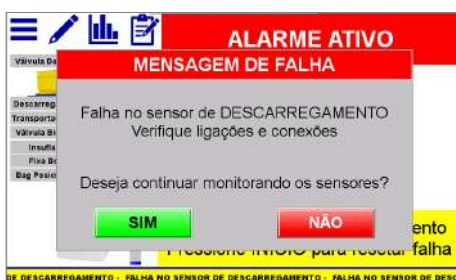 ALARME ATIVO
Válvula De
MENSAGEM DE FALHA
Descarreg
Transporta
Válvula Bi
Insufla
Fixa Bo
Bag Posici
Falha no sensor de DESCARREGAMENTO
Verifique ligações e conexões
Deseja continuar monitorando os sensores?
SIM
NÃO
ento
Pressione INICIO para resetar falha
DE DESCARREGAMENTO - FALHA NO SENSOR DE DESCARREGAMENTO - FALHA NO SENSOR DE DESC